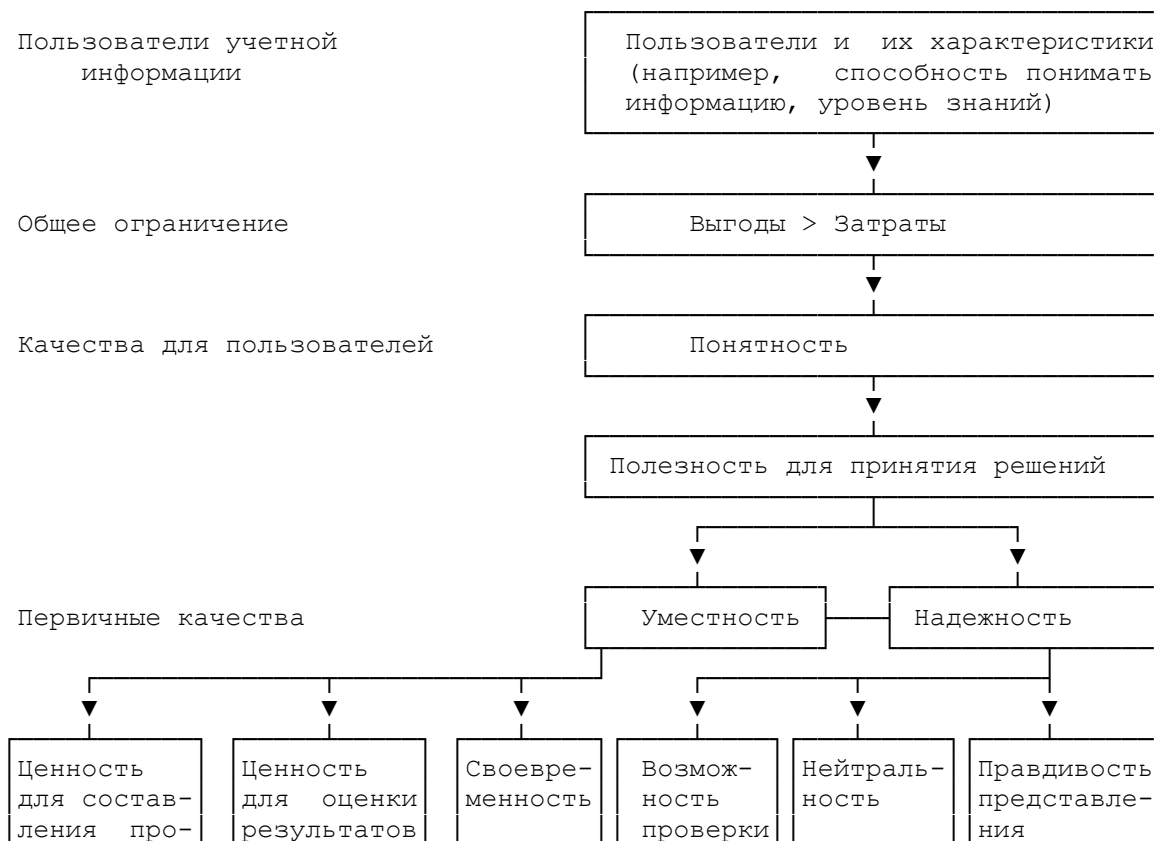 Пользователи учетной информации
Пользователи и их характеристики
(например, способность понимать
информацию, уровень знаний)
Общее ограничение
Выгоды > Затраты
Качества для пользователей
Понятность
Полезность для принятия решений
Первичные качества
Уместность
Надежность
Ценность
для состав-
ления про-
Ценность
для оценки
результатов
Своевре-
менность
Возмож-
ность
проверки
Нейтраль-
ность
Правдивость
представле-
ния